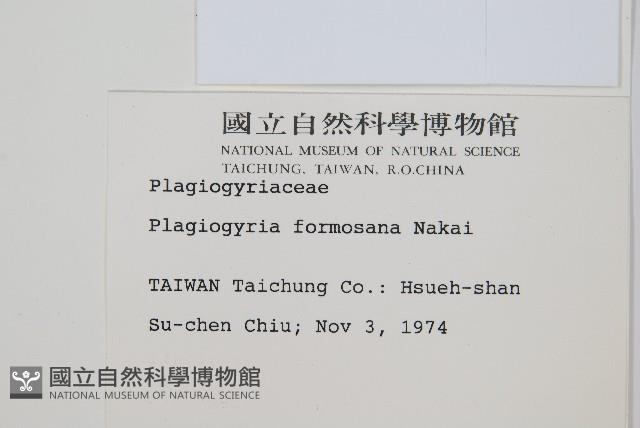 國立自然科學博物館
NATIONAL MUSEUM OF NATURAL SCIENCE
TAICHUNG, TAIWAN, R.O.CHINA
Plagiogyriaceae
Plagiogyria formosana Nakai
TAIWAN Taichung Co.: Hsueh-shan
Su-chen Chiu; Nov 3, 1974
國立自然科學博物館
NATIONAL MUSEUM OF NATURAL SCIENCE